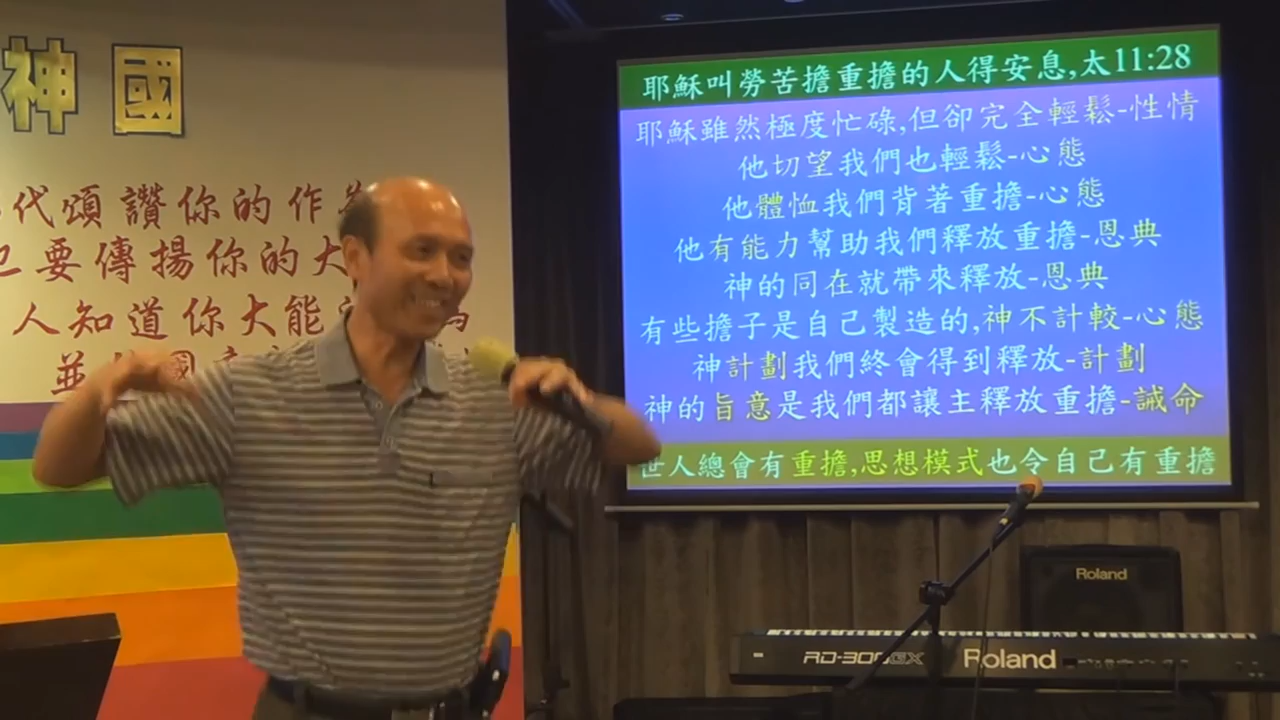 神國
代頌讚你的作
要傳揚你的大
人知道你大能
並
耶穌叫勞苦擔重擔的人得安息,太11:28
耶穌雖然極度忙碌,但卻完全輕鬆-性情
他切望我們也輕鬆-心態
他體恤我們背著重擔-心態
他有能力幫助我們釋放重擔-恩典
神的同在就帶來釋放-恩典
有些擔子是自己製造的,神不計較-心態
神計劃我們終會得到釋放-計劃
神的旨意是我們都讓主釋放重擔-誡命
世人總會有重擔,思想模式也令自己有重擔
Roland
RD-300GX Roland